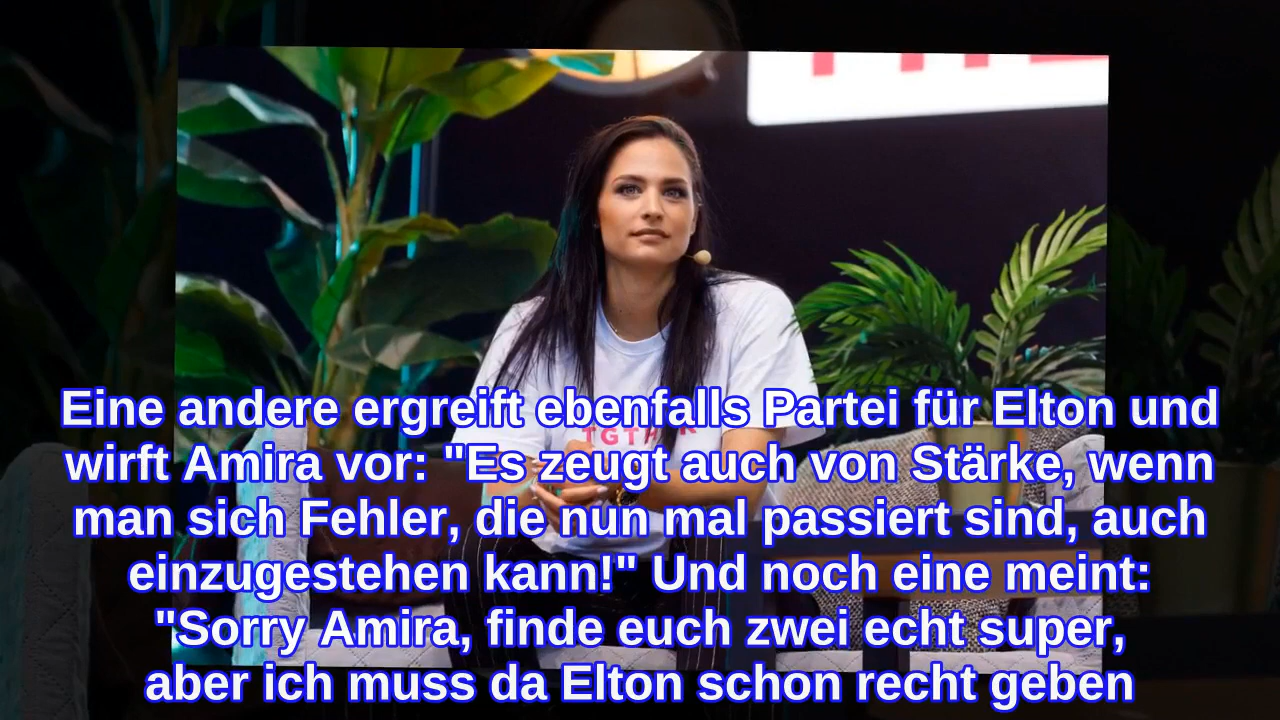 Eine andere ergreift ebenfalls Partei für Elton und
wirft Amira vor: "Es zeugt auch von Stärke, wenn
man sich Fehler, die nun mal passiert sind, auch
einzugestehen kann!" Und noch eine meint:
"Sorry Amira, finde euch zwei echt super,
aber ich muss da Elton schon recht geben